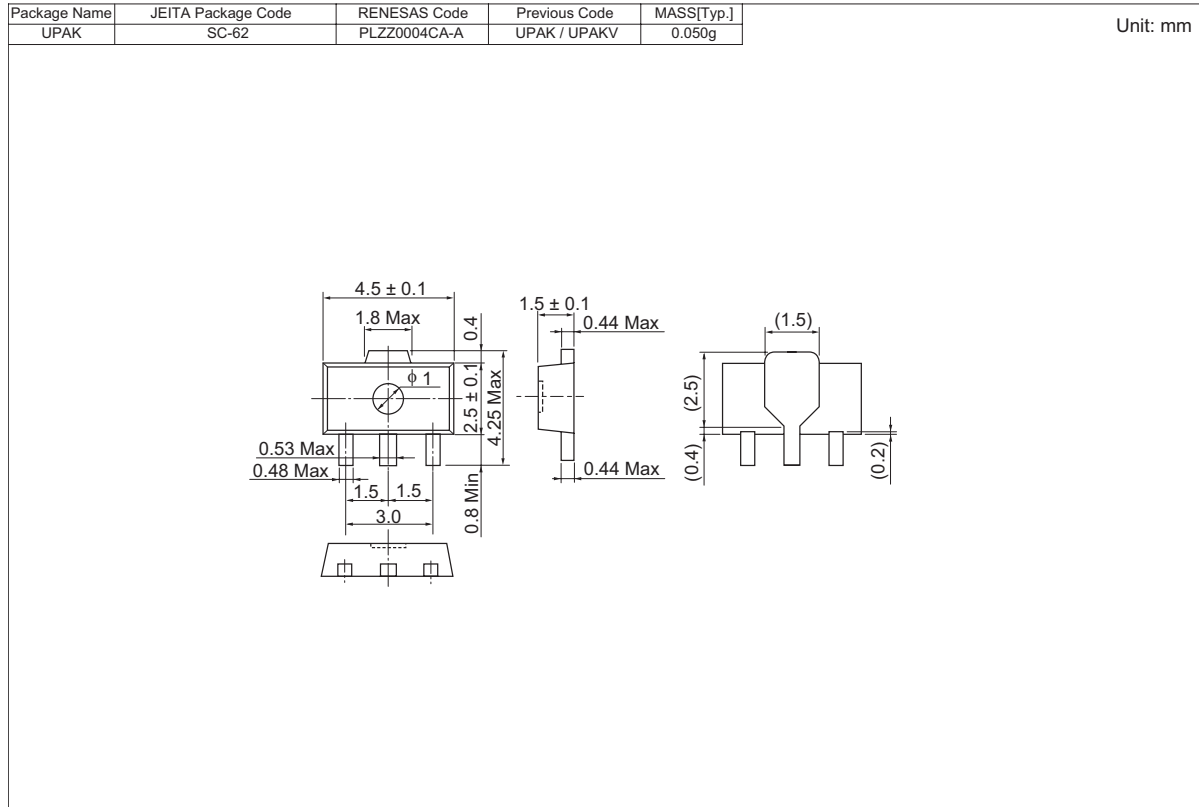 Package Name JEITA Package Code RENESAS Code Previous Code MASS[Typ.]
UPAK SC-62 PLZZ0004CA-A UPAK / UPAKV 0.050g
Unit: mm
4.5 ± 0.1
1.8 Max
0.4
ϕ 1
2.5 ± 0.1
4.25 Max
0.53 Max
0.48 Max
1.5 1.5
3.0
0.8 Min
1.5 ± 0.1
0.44 Max
0.44 Max
(1.5)
(2.5)
(0.4)
(0.2)